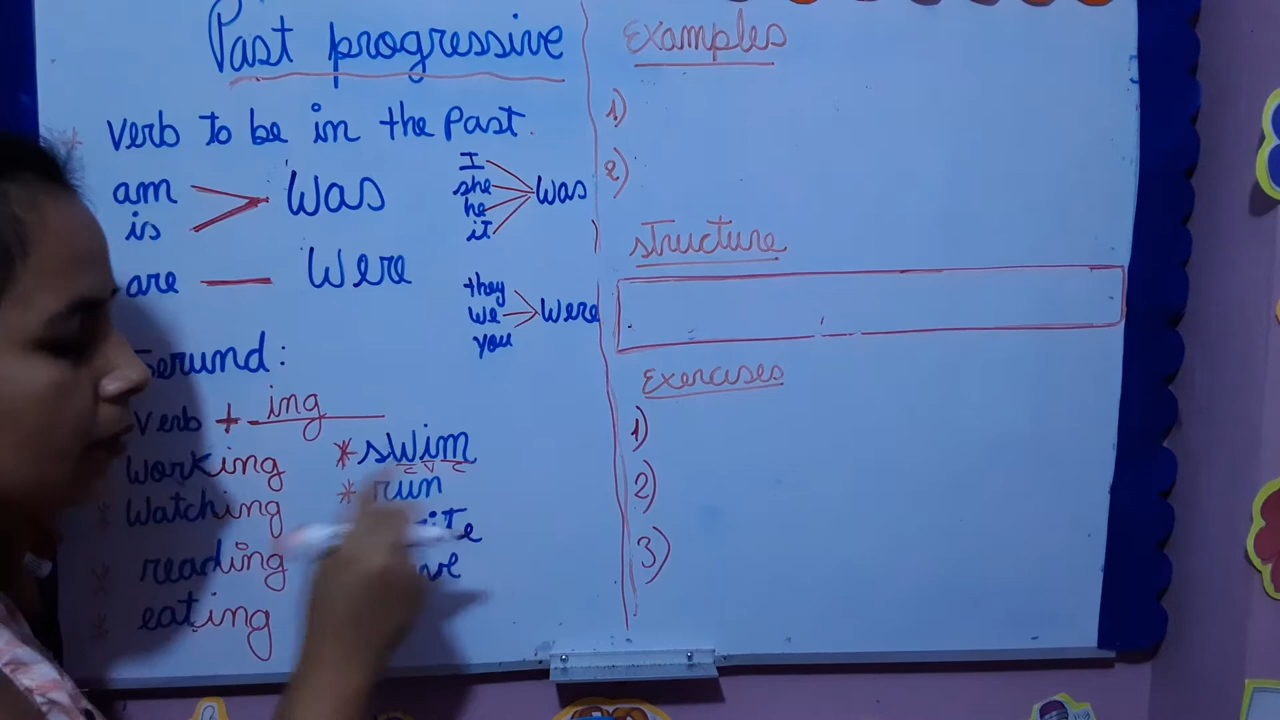 Past progressive
* verb to be in the Past.
am
is
Was
are
Were
I
she
he
it
Was
they
we
you
Were
Gerund:
Verb + ing
Working
* Watching
* reading
* eating
* swim
c v c
* run
Examples
1)
2)
structure
Exercises
1)
2)
3)